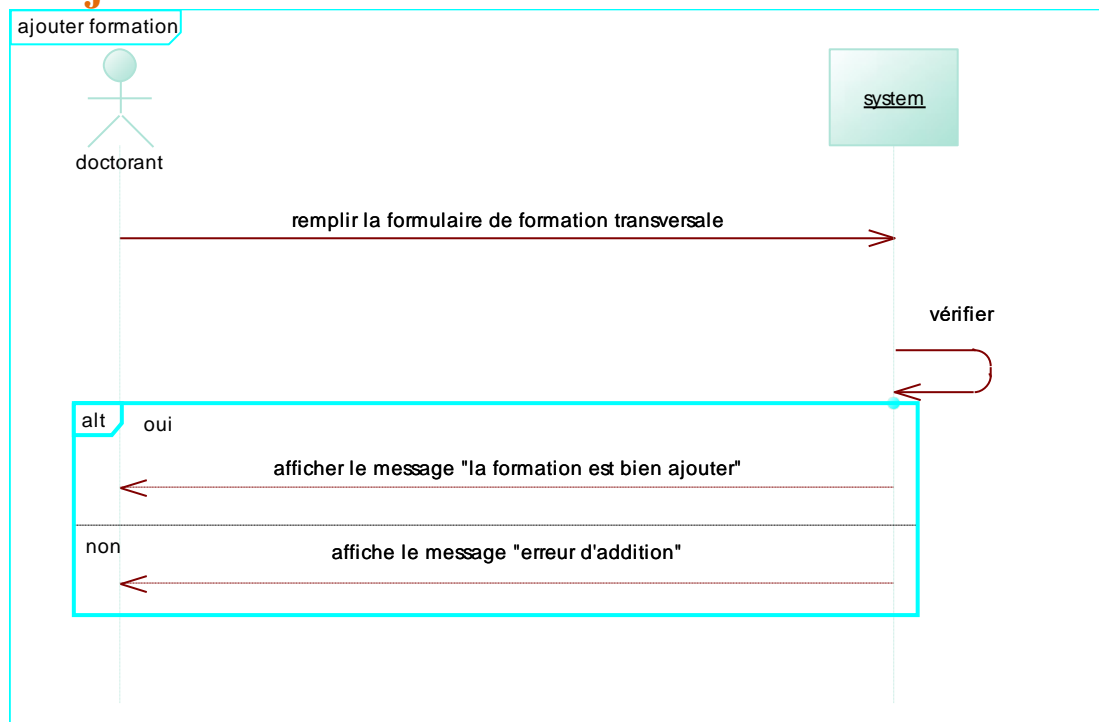 ajouter formation
system
doctorant
remplir la formulaire de formation transversale
vérifier
alt
oui
afficher le message "la formation est bien ajouter"
non
affiche le message "erreur d'addition"